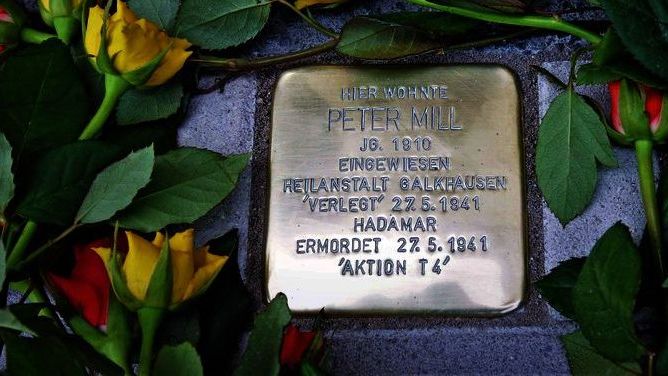 HIER WOHNTE
PETER MILL
JG. 1910
EINGEWIESEN
HEILANSTALT GALKHAUSEN
'VERLEGT' 27.5.1941
HADAMAR
ERMORDET 27.5.1941
'AKTION T4'